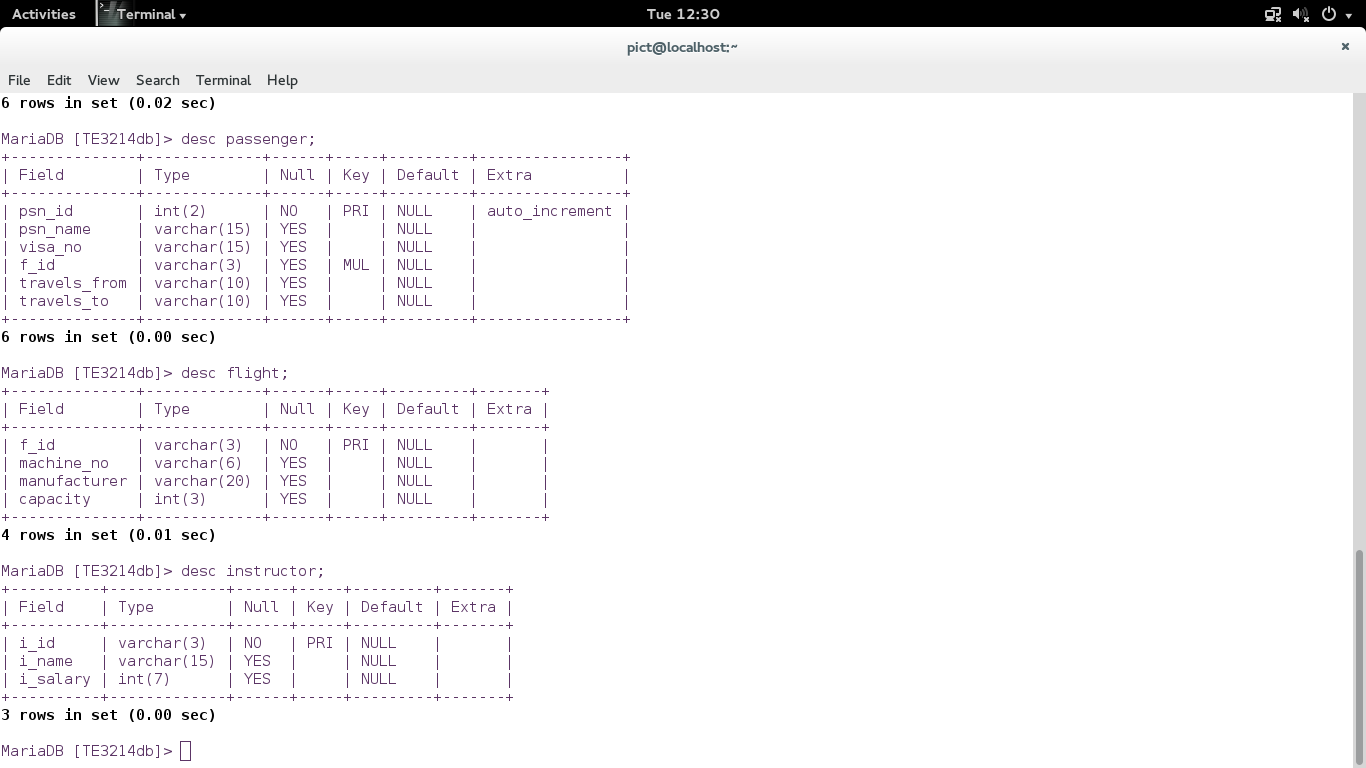 Activities Terminal Tue 12:30
pict@localhost:~
File Edit View Search Terminal Help
6 rows in set (0.02 sec)
MariaDB [TE3214db]> desc passenger;
+--------------+-------------+------+-----+---------+----------------+
| Field        | Type        | Null | Key | Default | Extra          |
+--------------+-------------+------+-----+---------+----------------+
| psn_id       | int(2)      | NO   | PRI | NULL    | auto_increment |
| psn_name     | varchar(15) | YES  |     | NULL    |                |
| visa_no      | varchar(15) | YES  |     | NULL    |                |
| f_id         | varchar(3)  | YES  | MUL | NULL    |                |
| travels_from | varchar(10) | YES  |     | NULL    |                |
| travels_to   | varchar(10) | YES  |     | NULL    |                |
+--------------+-------------+------+-----+---------+----------------+
6 rows in set (0.00 sec)
MariaDB [TE3214db]> desc flight;
+--------------+-------------+------+-----+---------+-------+
| Field        | Type        | Null | Key | Default | Extra |
+--------------+-------------+------+-----+---------+-------+
| f_id         | varchar(3)  | NO   | PRI | NULL    |       |
| machine_no   | varchar(6)  | YES  |     | NULL    |       |
| manufacturer | varchar(20) | YES  |     | NULL    |       |
| capacity     | int(3)      | YES  |     | NULL    |       |
+--------------+-------------+------+-----+---------+-------+
4 rows in set (0.01 sec)
MariaDB [TE3214db]> desc instructor;
+----------+-------------+------+-----+---------+-------+
| Field    | Type        | Null | Key | Default | Extra |
+----------+-------------+------+-----+---------+-------+
| i_id     | varchar(3)  | NO   | PRI | NULL    |       |
| i_name   | varchar(15) | YES  |     | NULL    |       |
| i_salary | int(7)      | YES  |     | NULL    |       |
+----------+-------------+------+-----+---------+-------+
3 rows in set (0.00 sec)
MariaDB [TE3214db]>